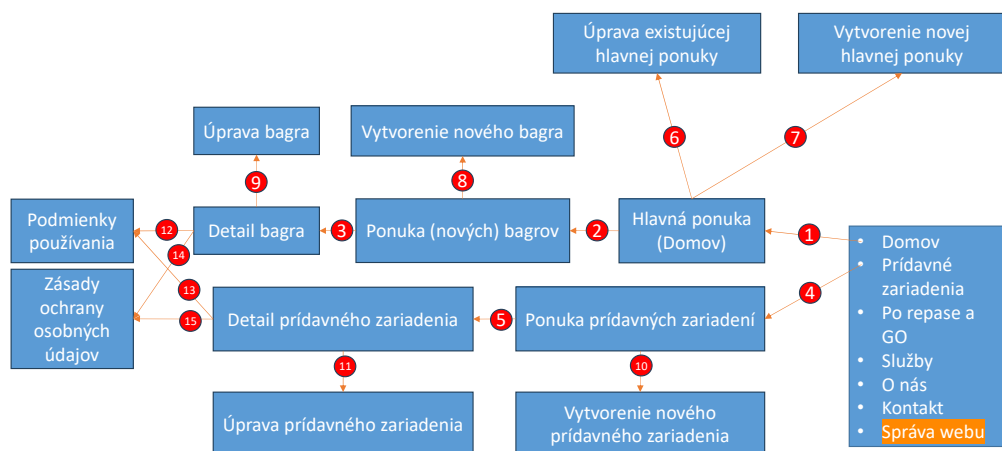 Úprava existujúcej
hlavnej ponuky
Vytvorenie novej
hlavnej ponuky
6
7
Úprava bagra
Vytvorenie nového bagra
9
8
Podmienky
používania
12
14
Detail bagra
3
Ponuka (nových) bagrov
2
Hlavná ponuka
(Domov)
1
Zásady
ochrany
osobných
údajov
13
15
Detail prídavného zariadenia
5
Ponuka prídavných zariadení
4
11
10
Úprava prídavného zariadenia
Vytvorenie nového
prídavného zariadenia
• Domov
• Prídavné
zariadenia
• Po repase a
GO
• Služby
• O nás
• Kontakt
• Správa webu